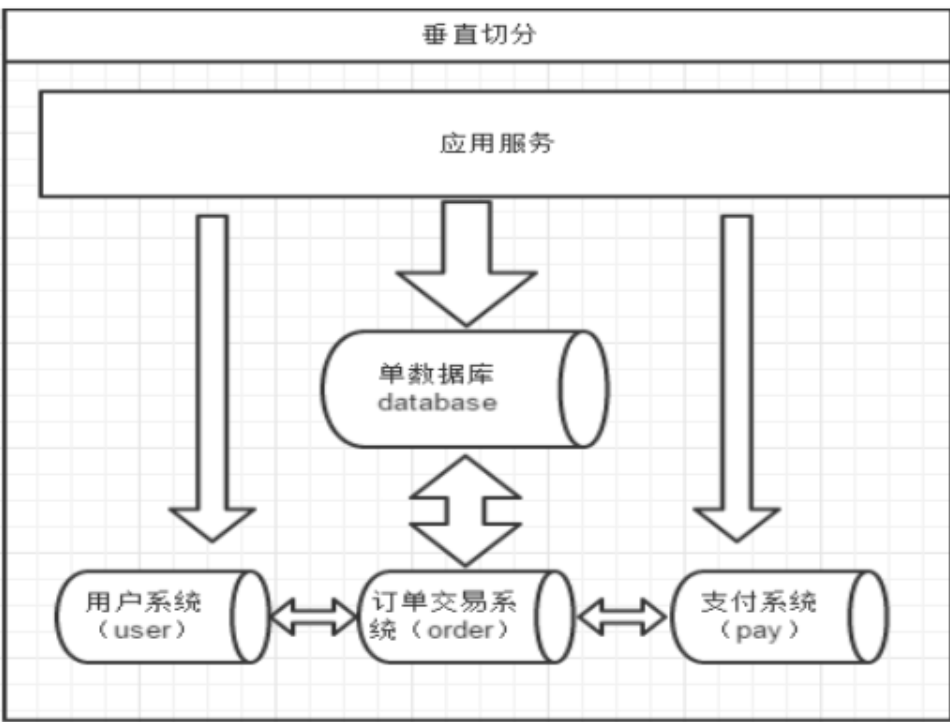 垂直切分
应用服务
单数据库
database
用户系统
（user）
订单交易系
统（order）
支付系统
（pay）